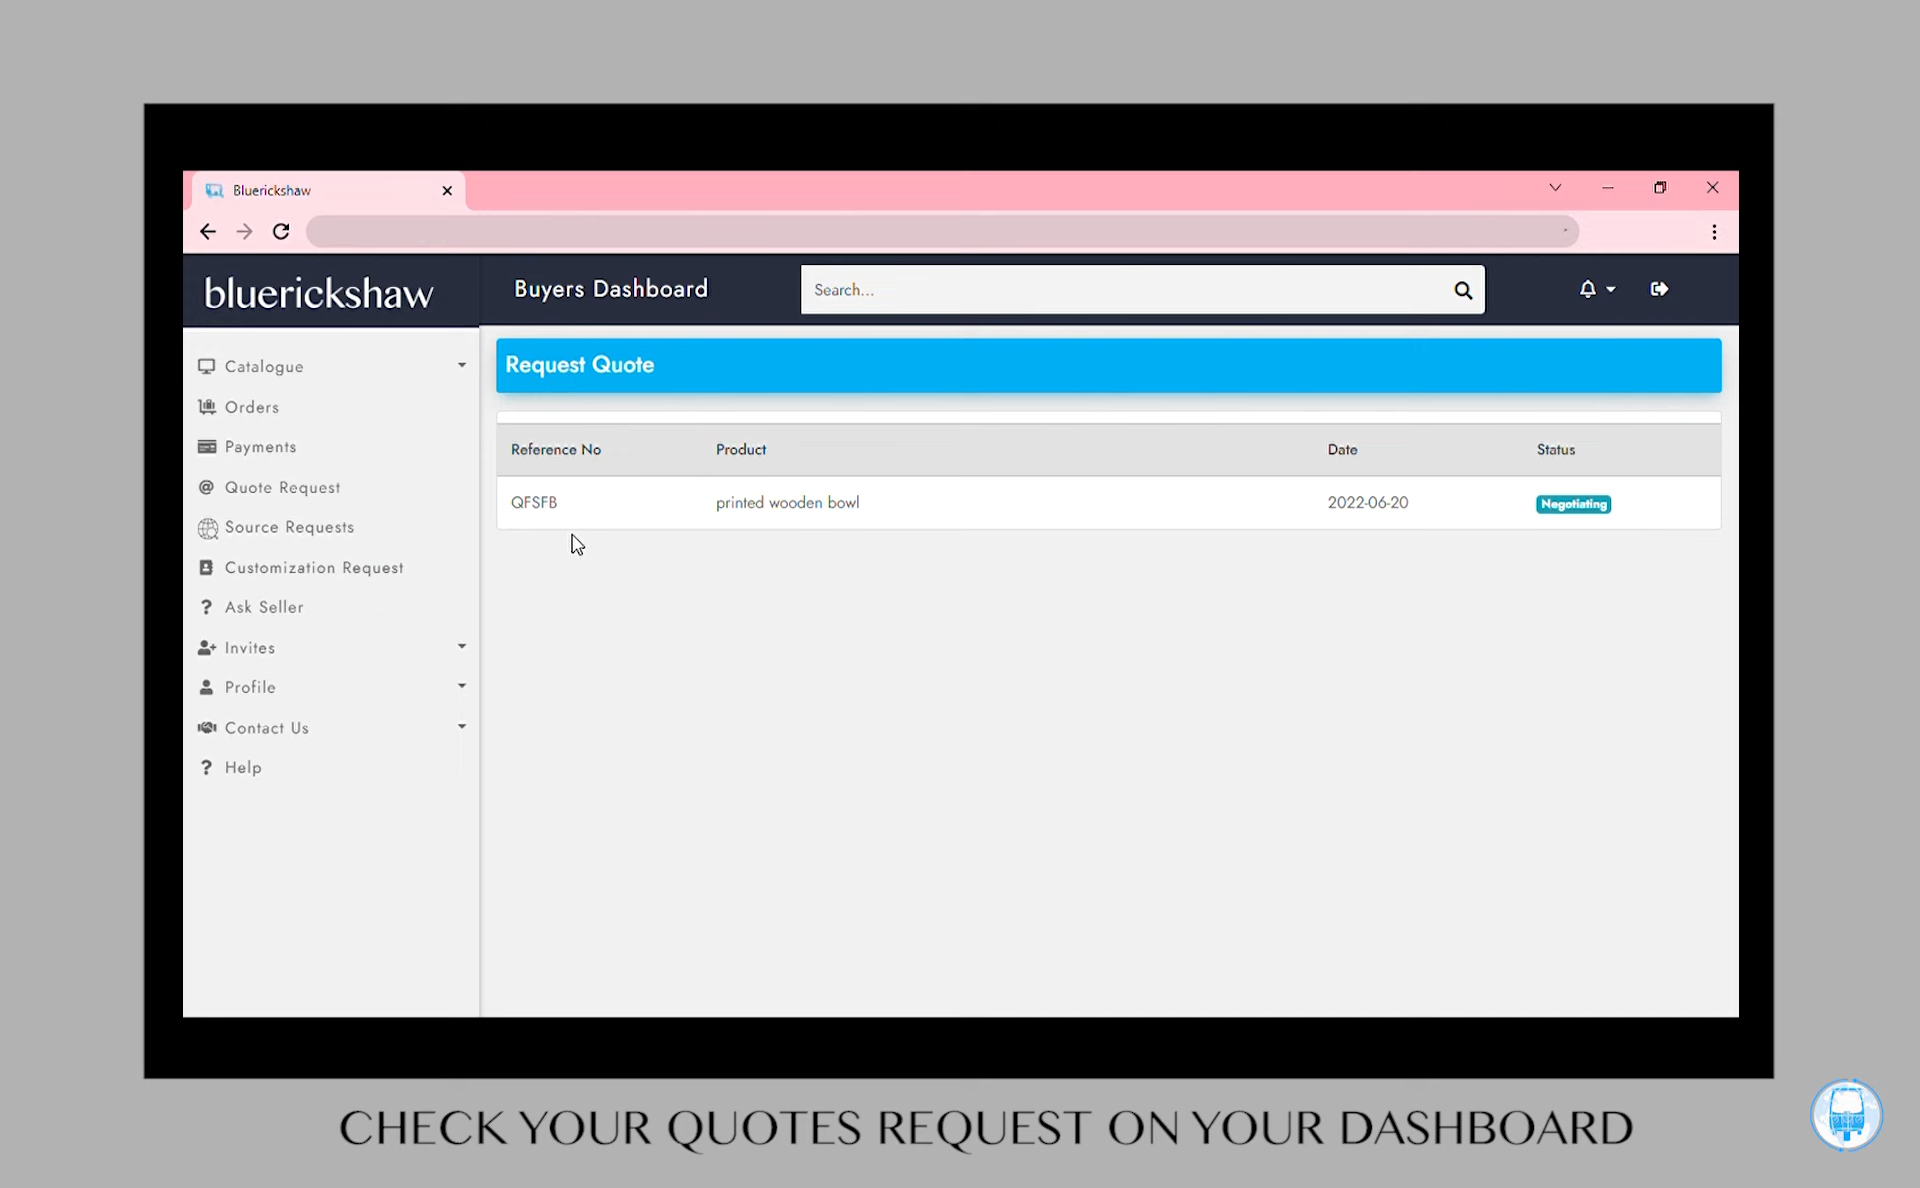 Bluerickshaw
bluerickshaw
Buyers Dashboard
Search...
Catalogue
Orders
Payments
Quote Request
Source Requests
Customization Request
Ask Seller
Invites
Profile
Contact Us
Help
Request Quote
Reference No Product Date Status
QFSFB printed wooden bowl 2022-06-20 Negotiating
CHECK YOUR QUOTES REQUEST ON YOUR DASHBOARD